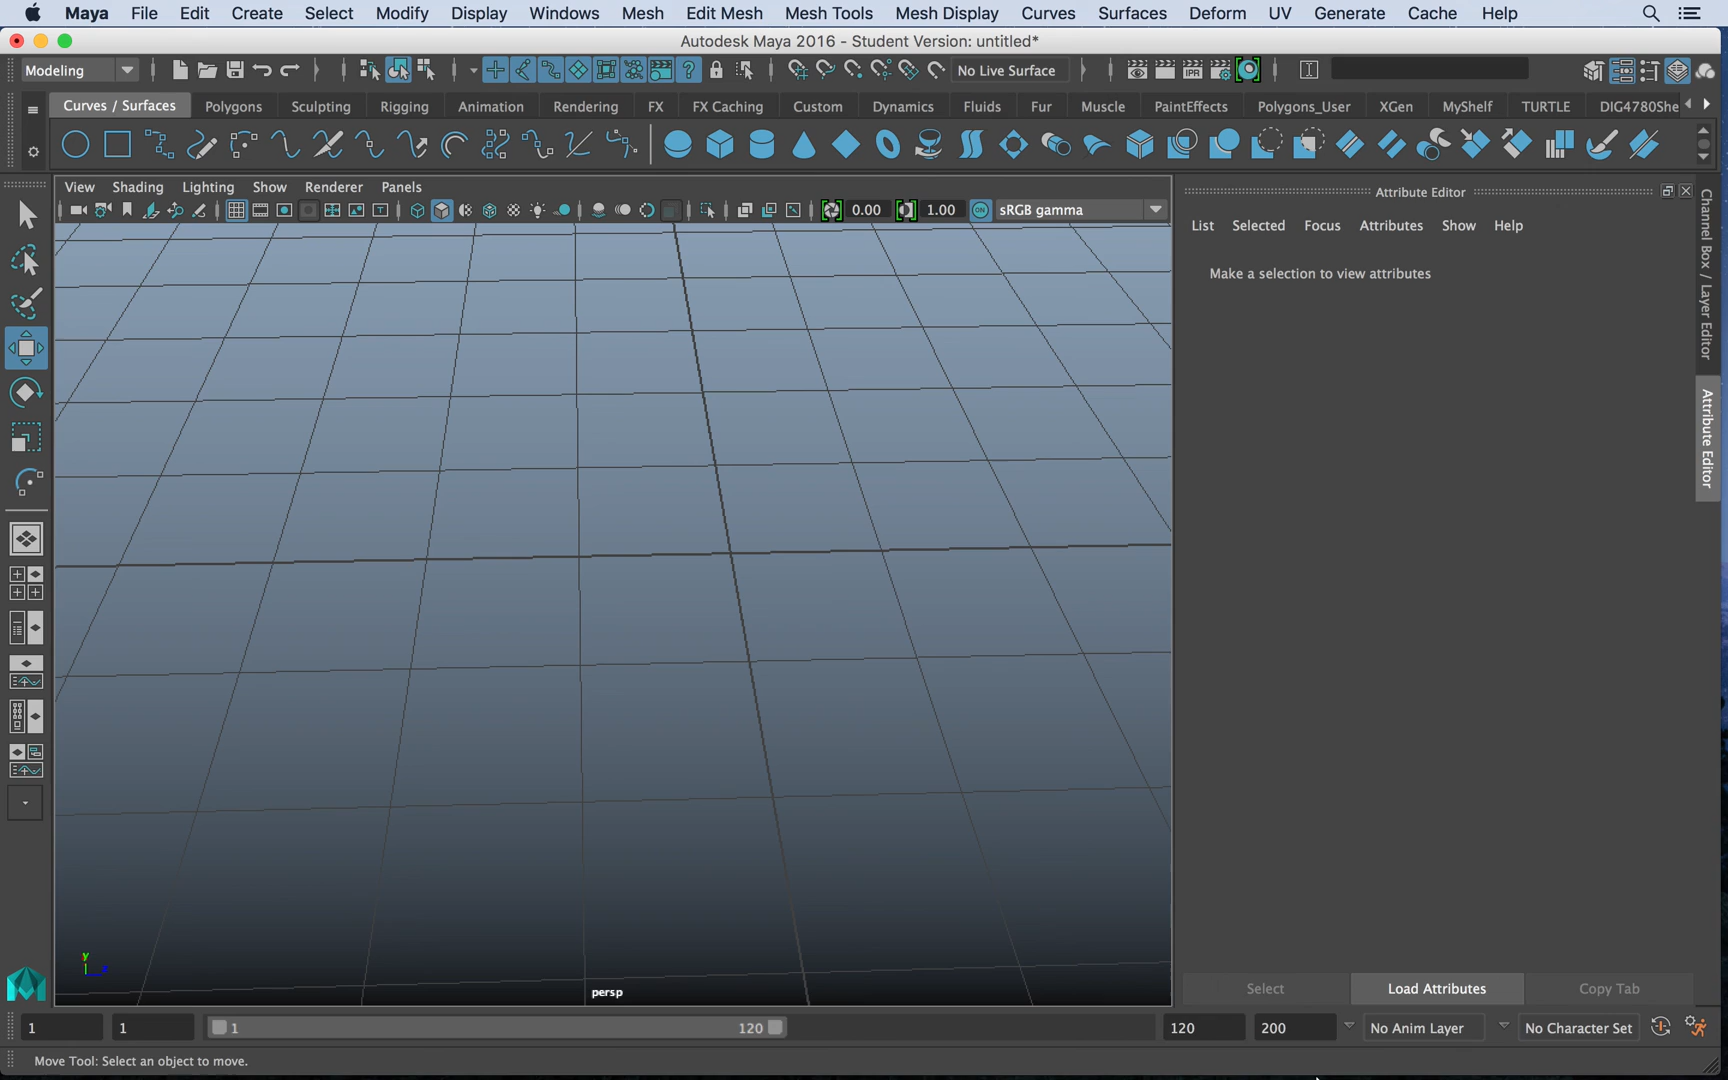 Maya File Edit Create Select Modify Display Windows Mesh Edit Mesh Mesh Tools Mesh Display Curves Surfaces Deform UV Generate Cache Help
Autodesk Maya 2016 - Student Version: untitled*
Modeling No Live Surface IPR
Curves / Surfaces Polygons Sculpting Rigging Animation Rendering FX FX Caching Custom Dynamics Fluids Fur Muscle PaintEffects Polygons_User XGen MyShelf TURTLE DIG4780She
View Shading Lighting Show Renderer Panels
0.00 1.00 ON sRGB gamma
Attribute Editor
List Selected Focus Attributes Show Help
Make a selection to view attributes
Channel Box / Layer Editor
Attribute Editor
y
persp
Select Load Attributes Copy Tab
1 1 1 120 120 200 No Anim Layer No Character Set
Move Tool: Select an object to move.